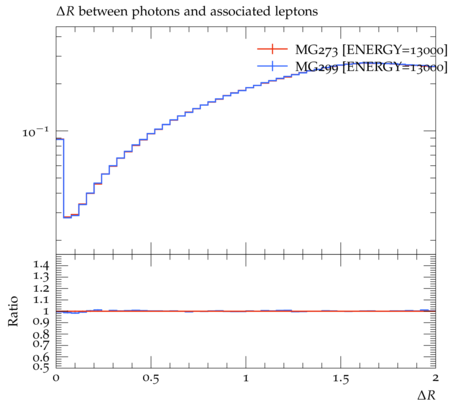 ΔR between photons and associated leptons
MG273 [ENERGY=13000]
MG299 [ENERGY=13000]
10⁻¹
1.4
1.3
1.2
1.1
1
0.9
0.8
0.7
0.6
0.5
Ratio
0 0.5 1 1.5 2
ΔR